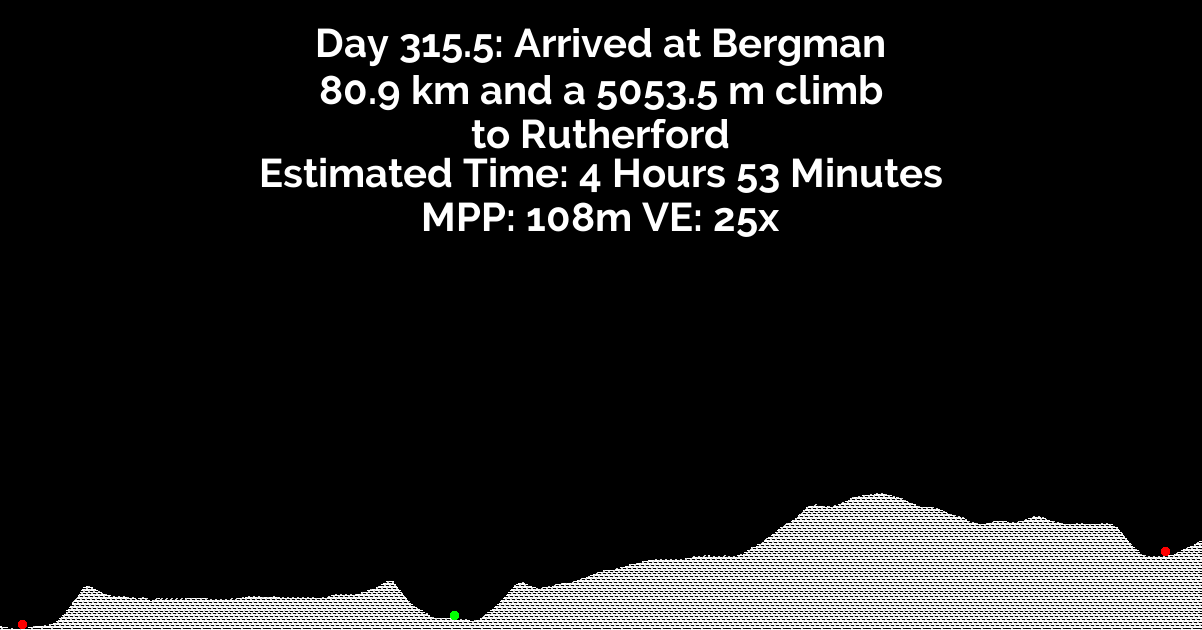 Day 315.5: Arrived at Bergman
80.9 km and a 5053.5 m climb
to Rutherford
Estimated Time: 4 Hours 53 Minutes
MPP: 108m VE: 25x